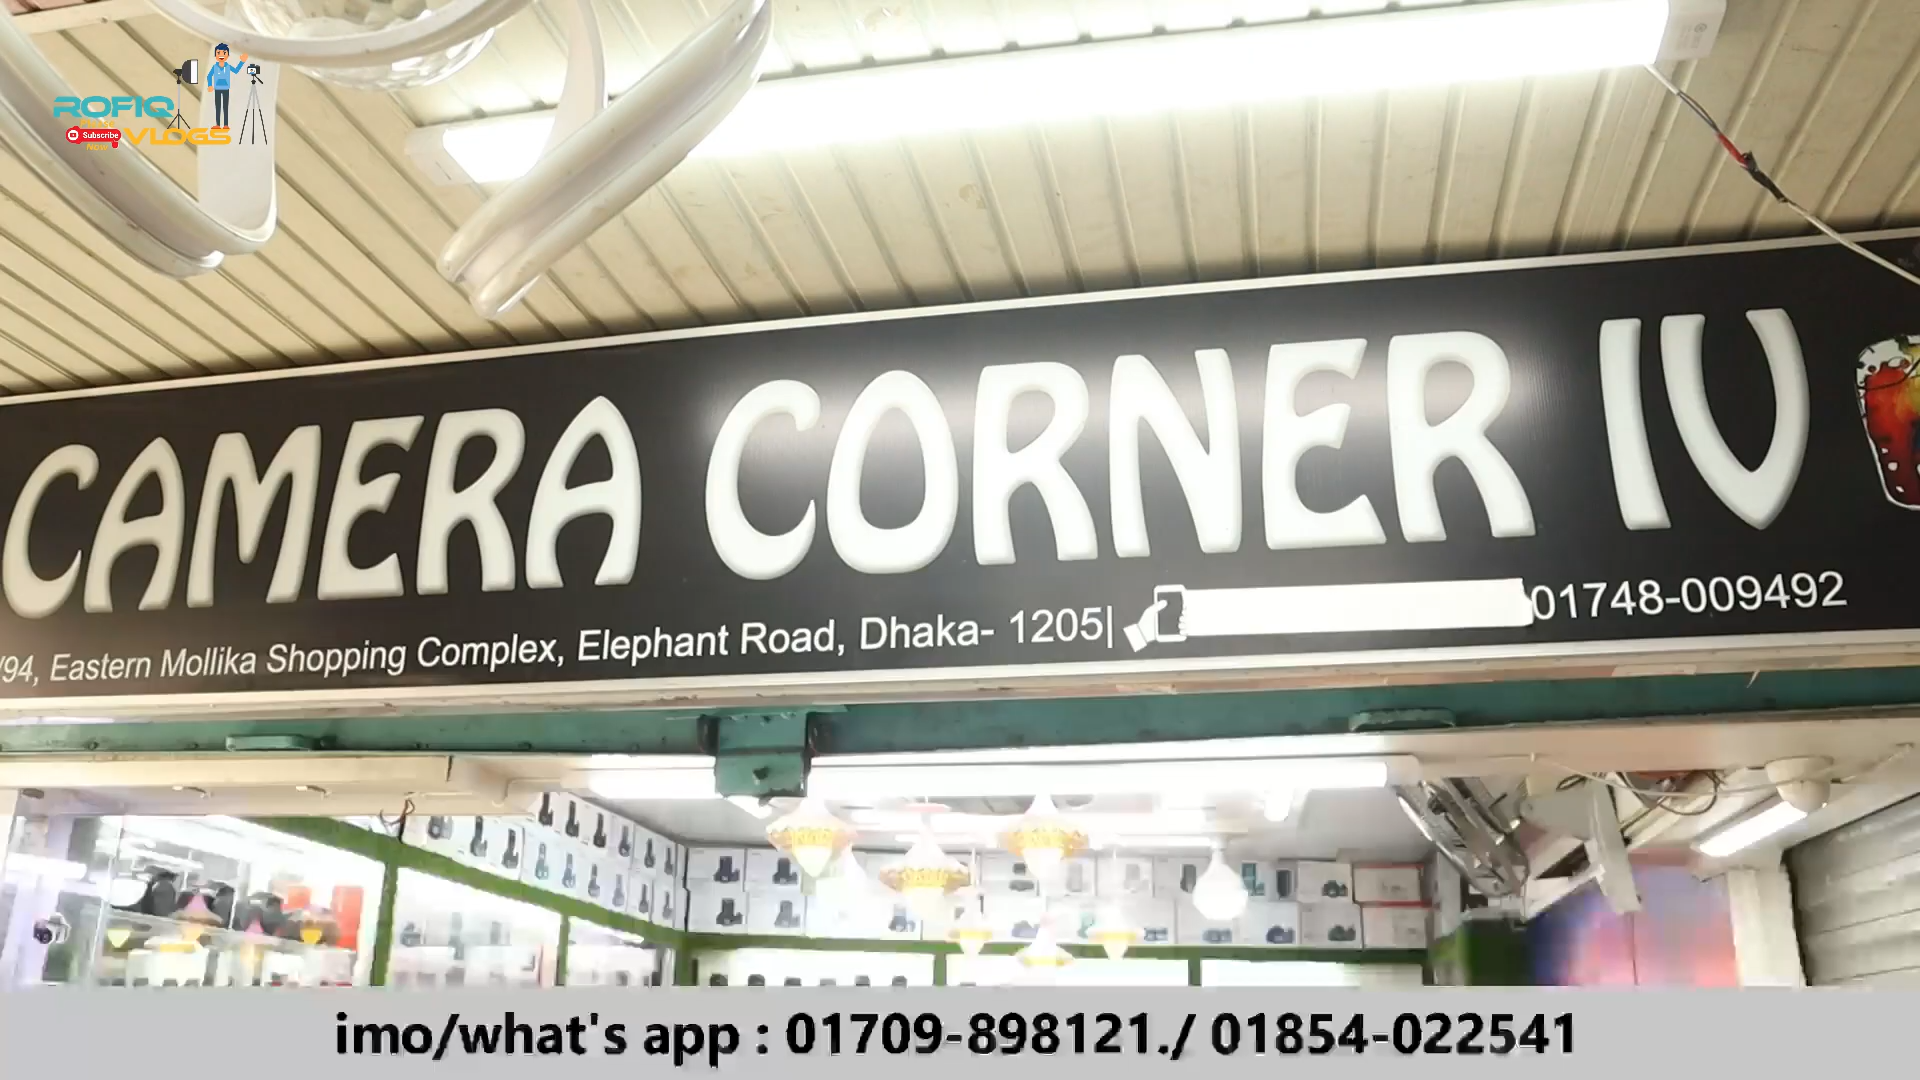 ROFIQ
Subscribe
Now
VLOGS
CAMERA CORNER IV
/94, Eastern Mollika Shopping Complex, Elephant Road, Dhaka- 1205|
01748-009492
imo/what's app : 01709-898121./ 01854-022541